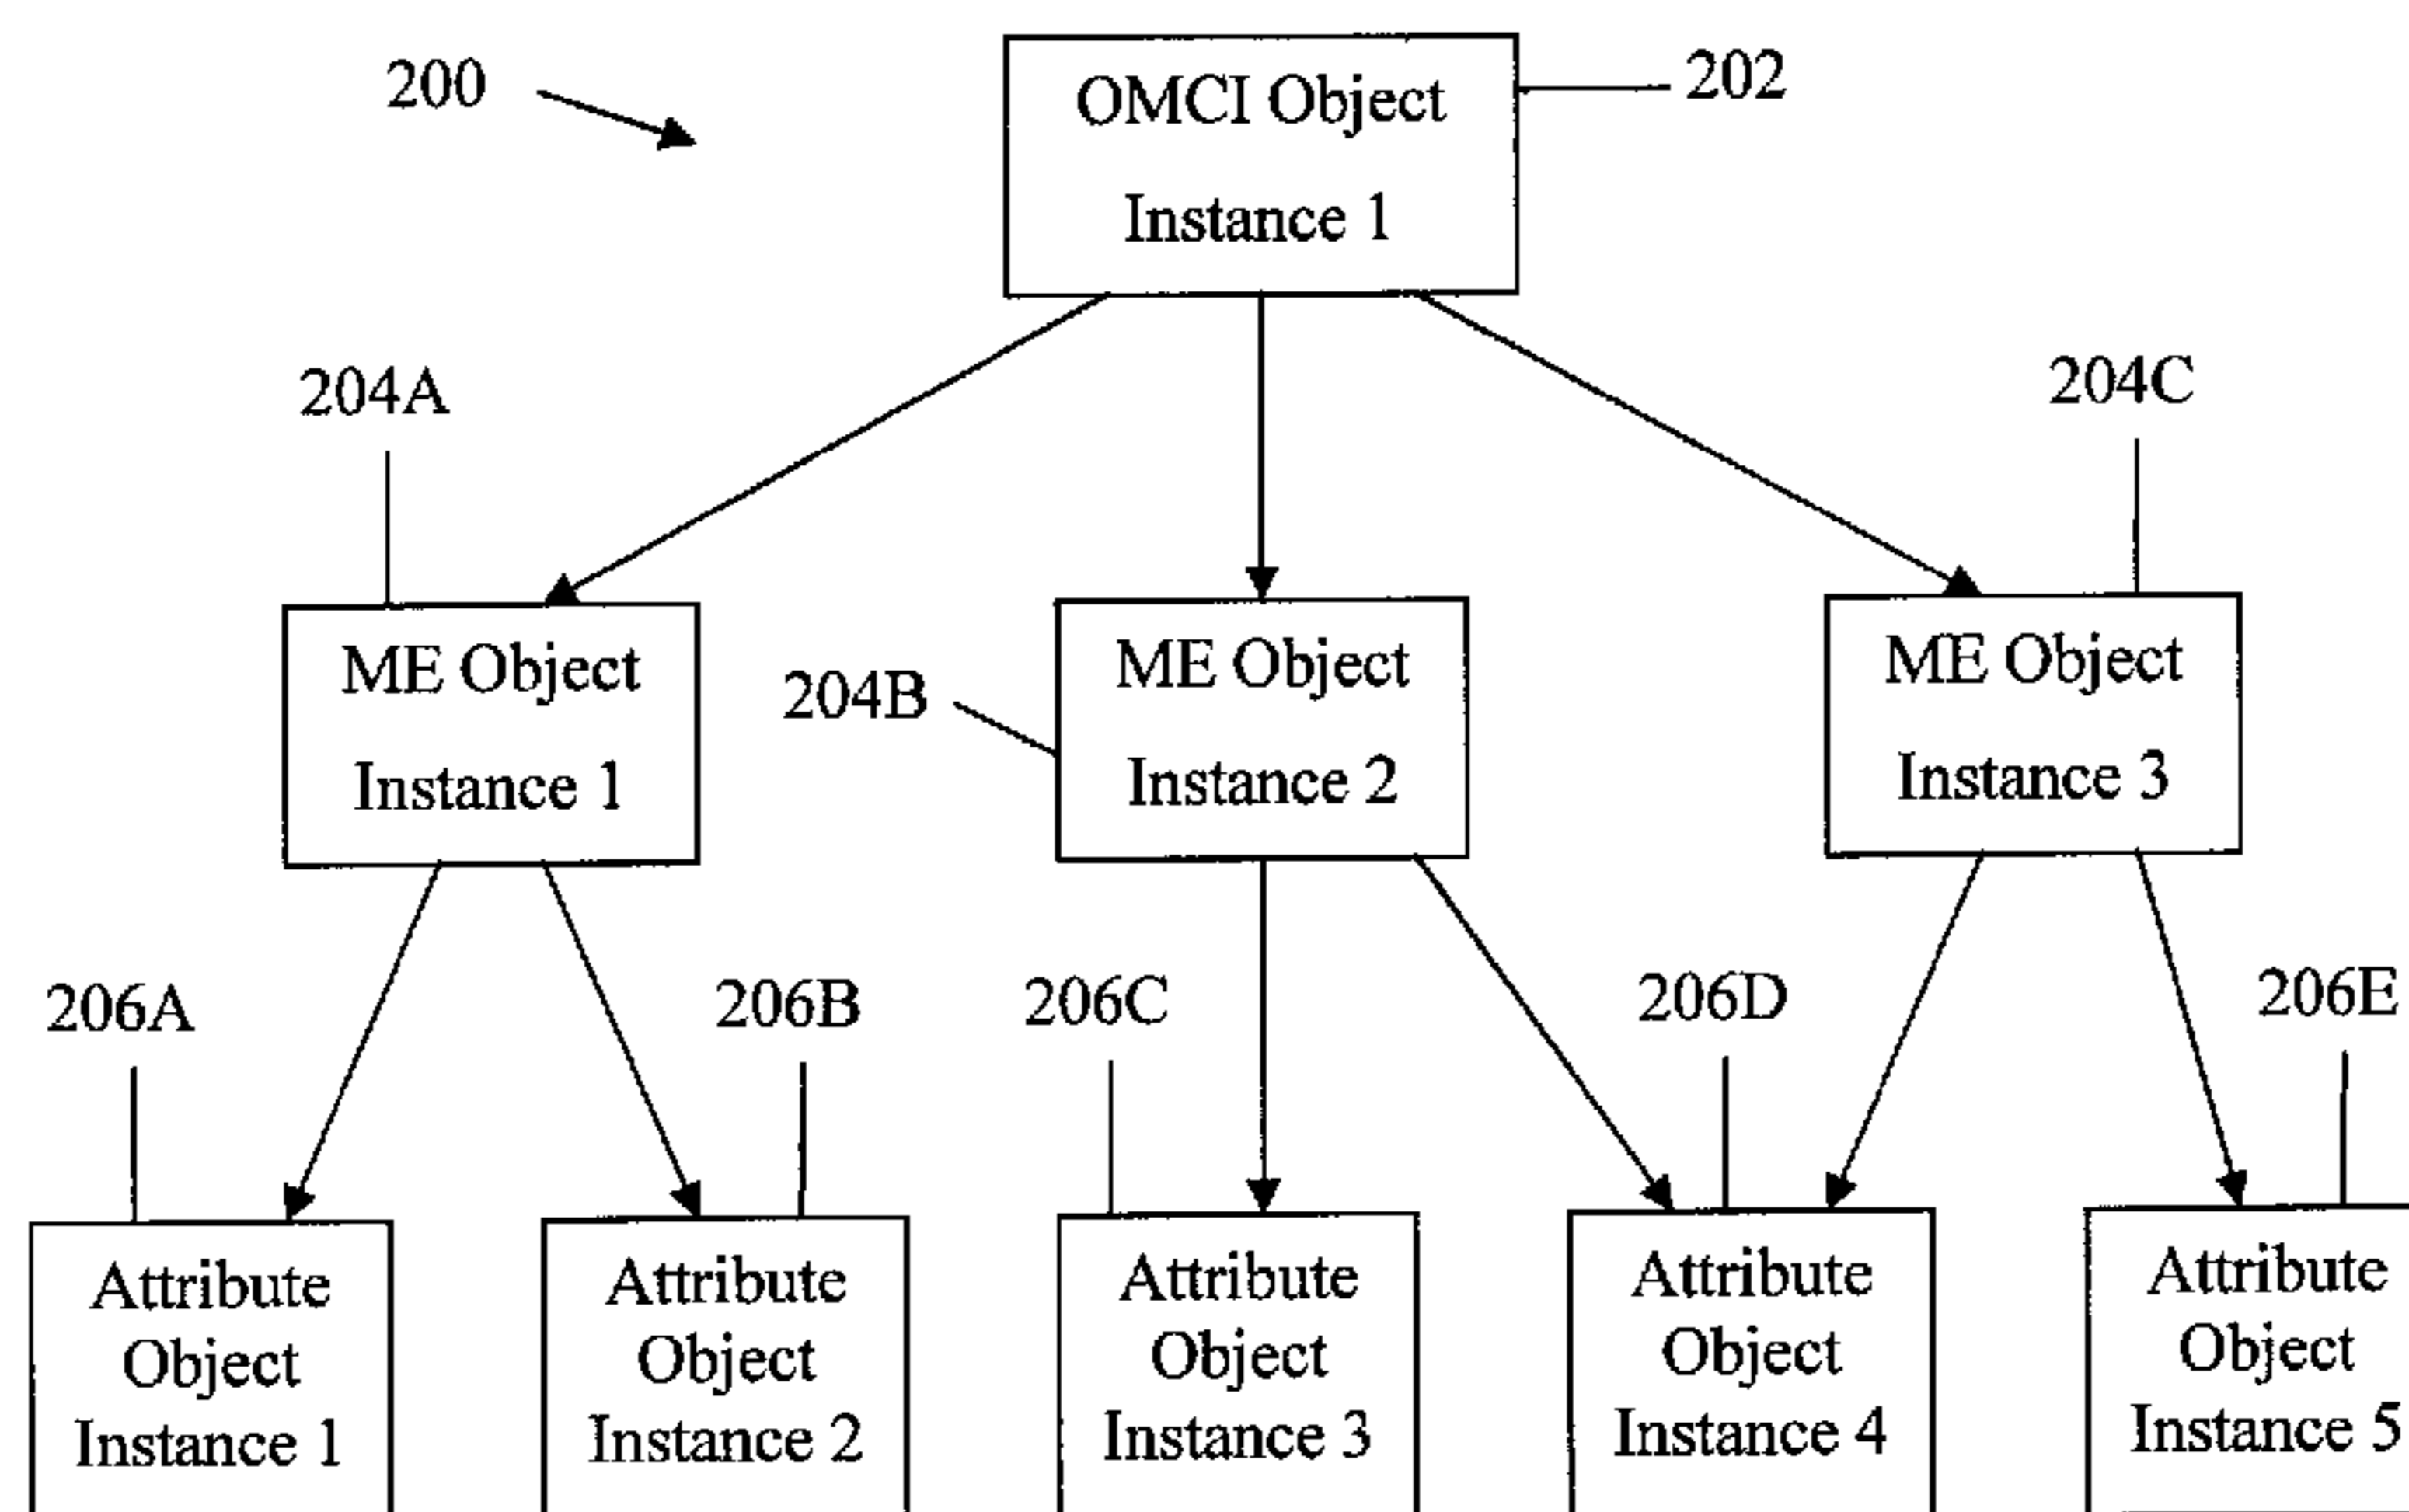 200
OMCI Object
Instance 1
202
204A
204C
ME Object
Instance 1
204B
ME Object
Instance 2
ME Object
Instance 3
206A
206B
206C
206D
206E
Attribute
Object
Instance 1
Attribute
Object
Instance 2
Attribute
Object
Instance 3
Attribute
Object
Instance 4
Attribute
Object
Instance 5